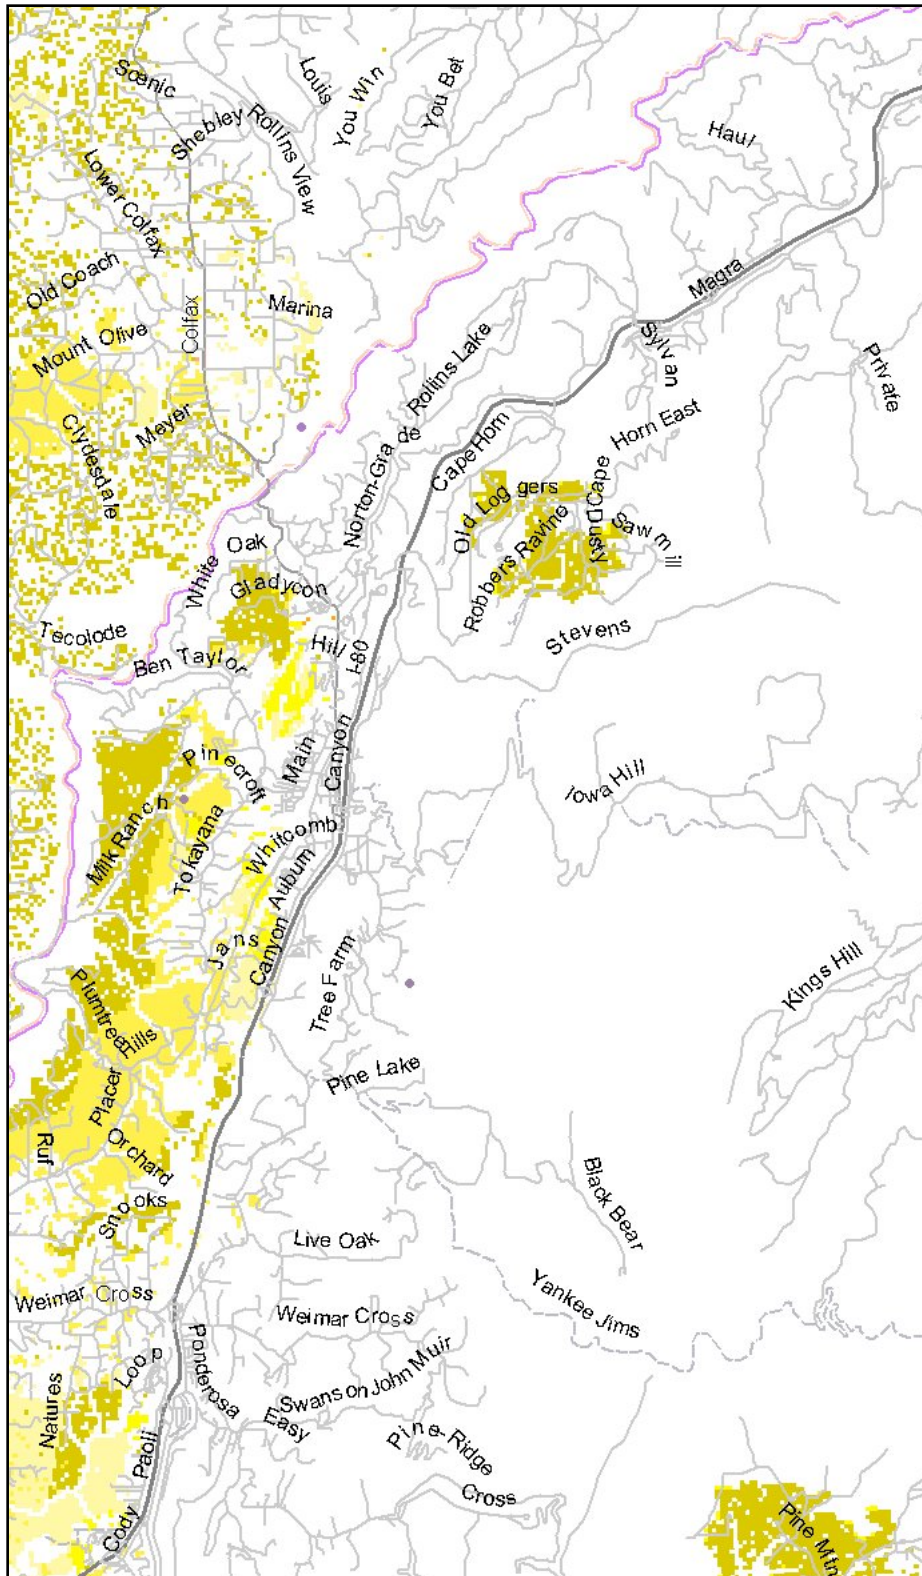 Scenic
Louis
You Win
You Bet
Shebley
Rollins View
Haul
Lower Colfax
Old Coach
Marina
Magra
Colfax
Mount Olive
Rollins Lake
Sylvan
Private
Meyer
Clydesdale
Norton-Grade
Cape Horn
Cape Horn East
Old Loggers
Robbers Ravine
Dusty
Sawmill
White Oak
Gladycon
Tecolode
Ben Taylor
Hill
I-80
Stevens
Pinecroft
Main
Canyon
Iowa Hill
Milk Ranch
Tokayana
Whitcomb
Auburn
Jans
Canyon
Tree Farm
Kings Hill
Plumtree
Hills
Placer
Pine Lake
Ruf
Orchard
Snooks
Black Bear
Live Oak
Weimar Cross
Weimar Cross
Yankee Jims
Loop
Ponderosa
Swanson
John Muir
Natures
Easy
Paoli
Pine-Ridge
Cross
Cody
Pine Mtn